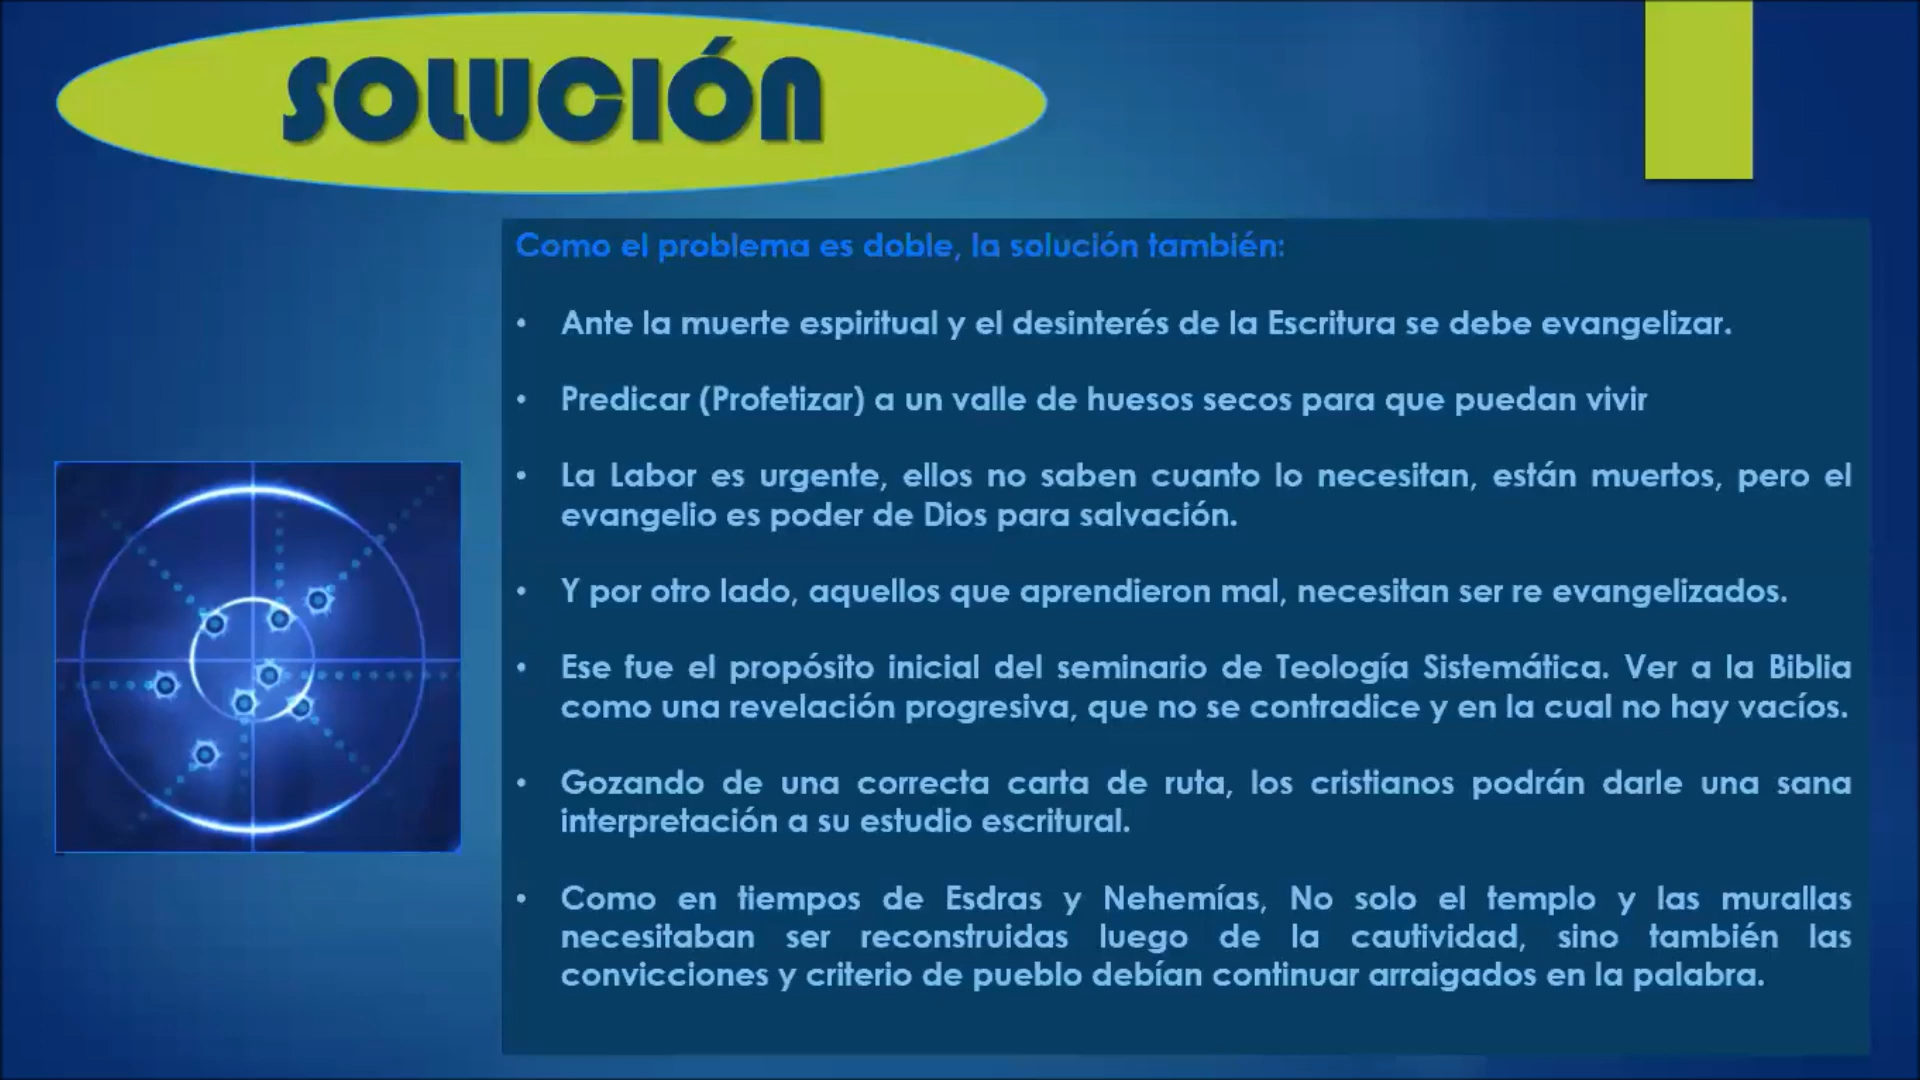 SOLUCIÓN
Como el problema es doble, la solución también:
• Ante la muerte espiritual y el desinterés de la Escritura se debe evangelizar.
• Predicar (Profetizar) a un valle de huesos secos para que puedan vivir
• La Labor es urgente, ellos no saben cuanto lo necesitan, están muertos, pero el
evangelio es poder de Dios para salvación.
• Y por otro lado, aquellos que aprendieron mal, necesitan ser re evangelizados.
• Ese fue el propósito inicial del seminario de Teología Sistemática. Ver a la Biblia
como una revelación progresiva, que no se contradice y en la cual no hay vacíos.
• Gozando de una correcta carta de ruta, los cristianos podrán darle una sana
interpretación a su estudio escritural.
• Como en tiempos de Esdras y Nehemías, No solo el templo y las murallas
necesitaban ser reconstruidas luego de la cautividad, sino también las
convicciones y criterio de pueblo debían continuar arraigados en la palabra.